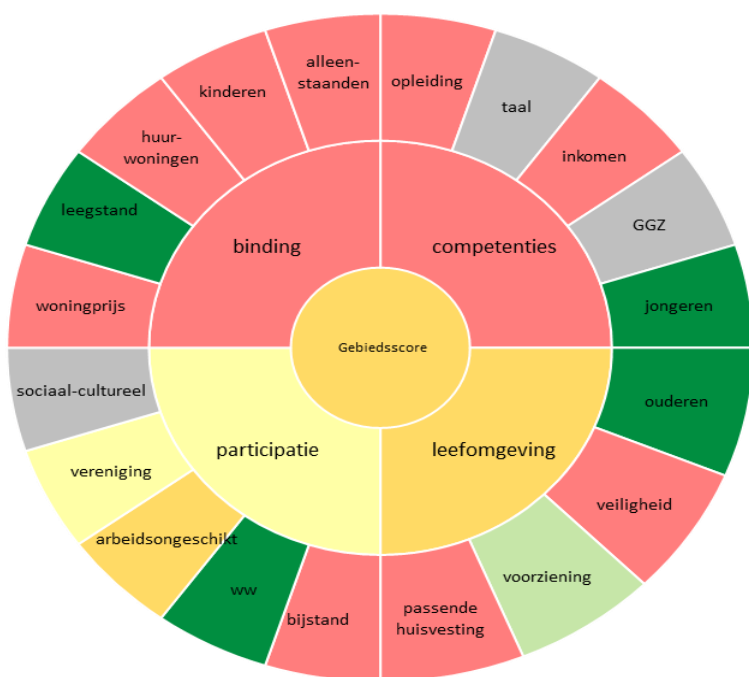 alleen-
staanden
opleiding
kinderen
taal
huur-
woningen
inkomen
leegstand
GGZ
binding
competenties
woningprijs
jongeren
Gebiedsscore
sociaal-cultureel
ouderen
participatie
leefomgeving
vereniging
veiligheid
arbeidsongeschikt
voorziening
ww
bijstand
passende
huisvesting